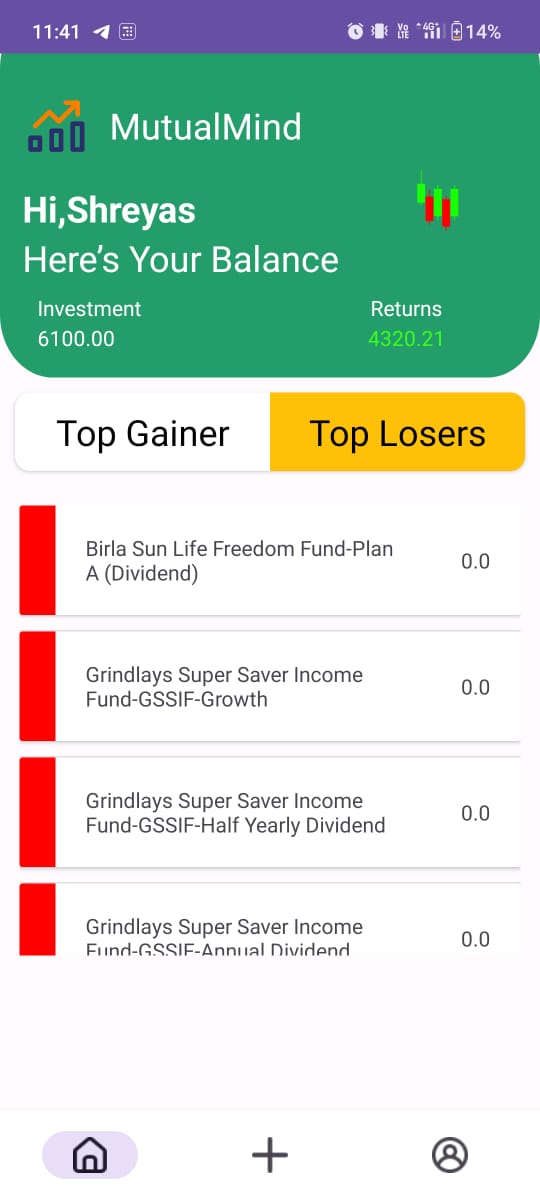 11:41
Vo
LTE
4G+
14%
MutualMind
Hi,Shreyas
Here’s Your Balance
Investment
Returns
6100.00
4320.21
Top Gainer
Top Losers
Birla Sun Life Freedom Fund-Plan
A (Dividend)
0.0
Grindlays Super Saver Income
Fund-GSSIF-Growth
0.0
Grindlays Super Saver Income
Fund-GSSIF-Half Yearly Dividend
0.0
Grindlays Super Saver Income
Fund-GSSIF-Annual Dividend
0.0